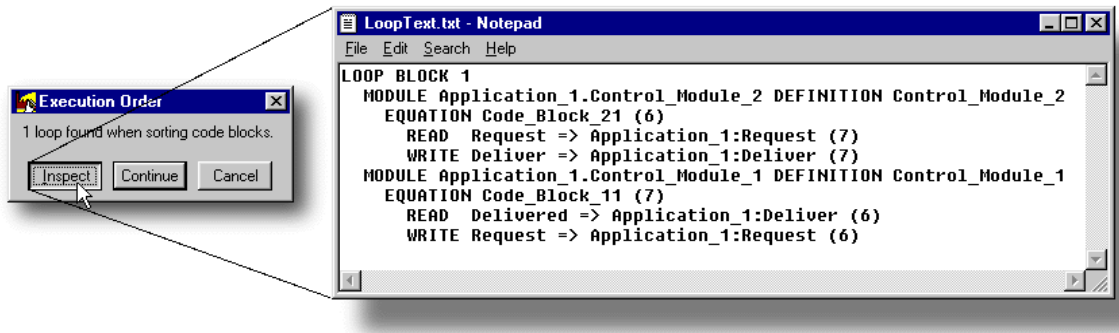 Execution Order
1 loop found when sorting code blocks.
Inspect Continue Cancel
LoopText.txt - Notepad
File Edit Search Help
LOOP BLOCK 1
MODULE Application_1.Control_Module_2 DEFINITION Control_Module_2
EQUATION Code_Block_21 (6)
READ Request => Application_1:Request (7)
WRITE Deliver => Application_1:Deliver (7)
MODULE Application_1.Control_Module_1 DEFINITION Control_Module_1
EQUATION Code_Block_11 (7)
READ Delivered => Application_1:Deliver (6)
WRITE Request => Application_1:Request (6)